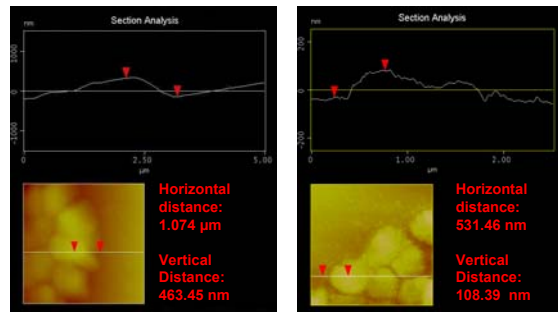 Section Analysis
nm
1000
0
-1000
0
2.50
5.00
µm
Horizontal
distance:
1.074 µm
Vertical
Distance:
463.45 nm
Section Analysis
nm
200
0
-200
0
1.00
2.00
µm
Horizontal
distance:
531.46 nm
Vertical
Distance:
108.39 nm